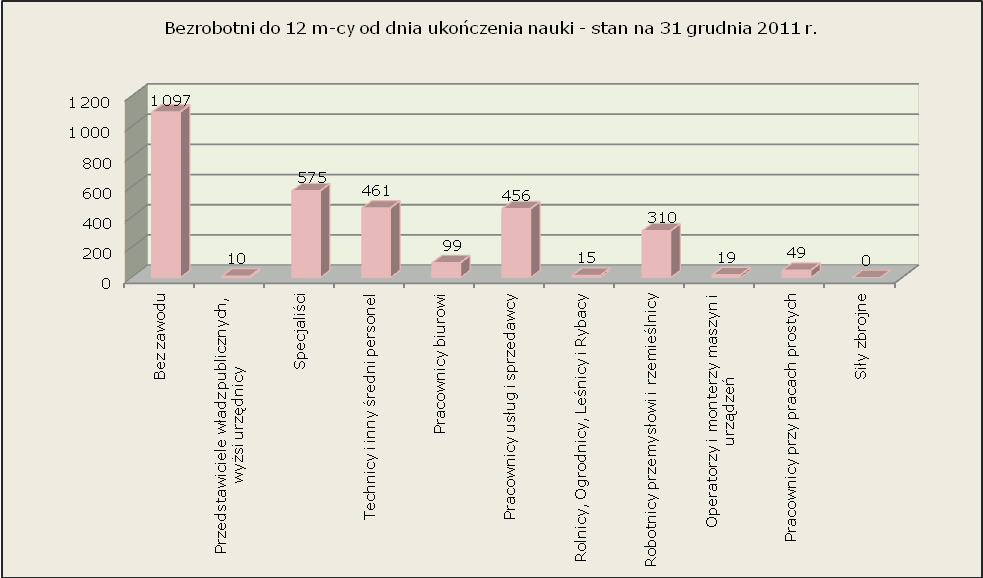 Bezrobotni do 12 m-cy od dnia ukończenia nauki - stan na 31 grudnia 2011 r.
1 200
1 000
800
600
400
200
0
1 097
10
575
461
99
456
15
310
19
49
0
Bez zawodu
Przedstawiciele władz publicznych,
wyżsi urzędnicy
Specjaliści
Technicy i inny średni personel
Pracownicy biurowi
Pracownicy usług i sprzedawcy
Rolnicy, Ogrodnicy, Leśnicy i Rybacy
Robotnicy przemysłowi i rzemieślnicy
Operatorzy i monterzy maszyn i
urządzeń
Pracownicy przy pracach prostych
Siły zbrojne